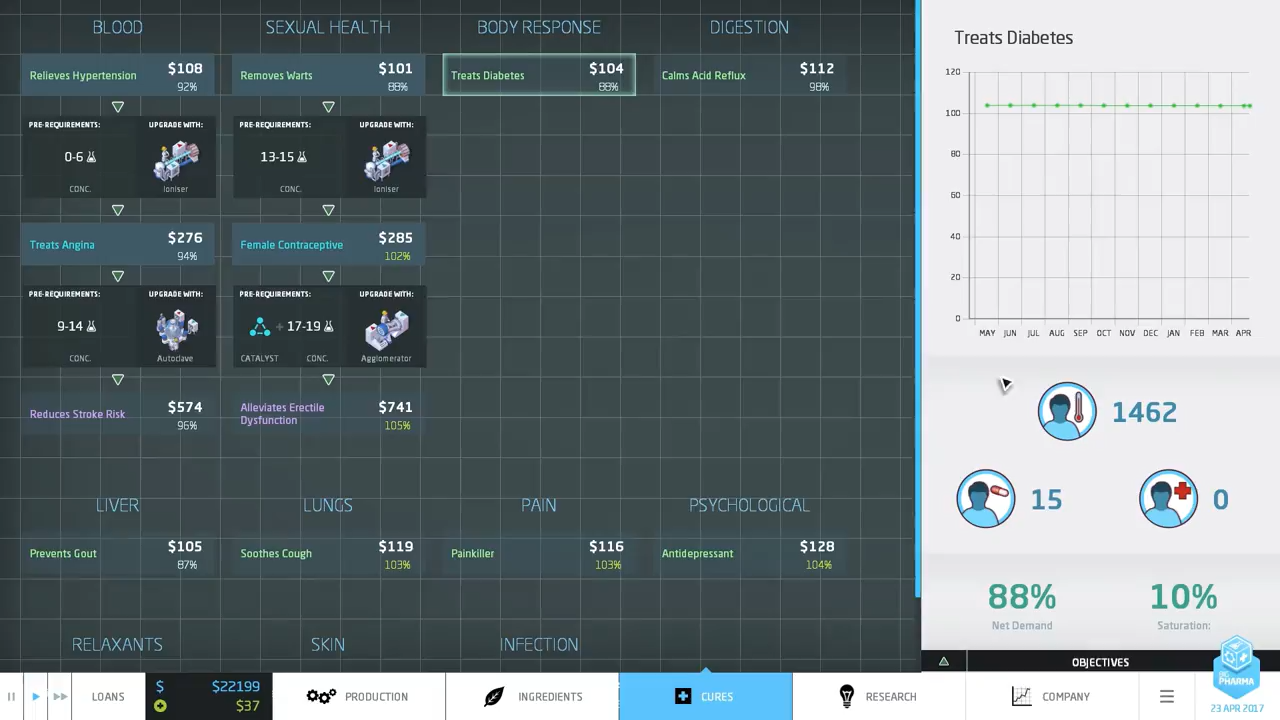 BLOOD
SEXUAL HEALTH
BODY RESPONSE
DIGESTION
Relieves Hypertension $108 92%
Removes Warts $101 88%
Treats Diabetes $104 88%
Calms Acid Reflux $112 98%
PRE-REQUIREMENTS: UPGRADE WITH:
0-6
CONC. Ioniser
PRE-REQUIREMENTS: UPGRADE WITH:
13-15
CONC. Ioniser
Treats Angina $276 94%
Female Contraceptive $285 102%
PRE-REQUIREMENTS: UPGRADE WITH:
9-14
CONC. Autoclave
PRE-REQUIREMENTS: UPGRADE WITH:
+ 17-19
CATALYST CONC. Agglomerator
Reduces Stroke Risk $574 96%
Alleviates Erectile Dysfunction $741 105%
LIVER
LUNGS
PAIN
PSYCHOLOGICAL
Prevents Gout $105 87%
Soothes Cough $119 103%
Painkiller $116 103%
Antidepressant $128 104%
RELAXANTS
SKIN
INFECTION
Treats Diabetes
120
100
80
60
40
20
0
MAY JUN JUL AUG SEP OCT NOV DEC JAN FEB MAR APR
1462
15
0
88% 10%
Net Demand Saturation:
OBJECTIVES
LOANS
$ $22199
$37
PRODUCTION
INGREDIENTS
CURES
RESEARCH
COMPANY
BIG
PHARMA
23 APR 2017